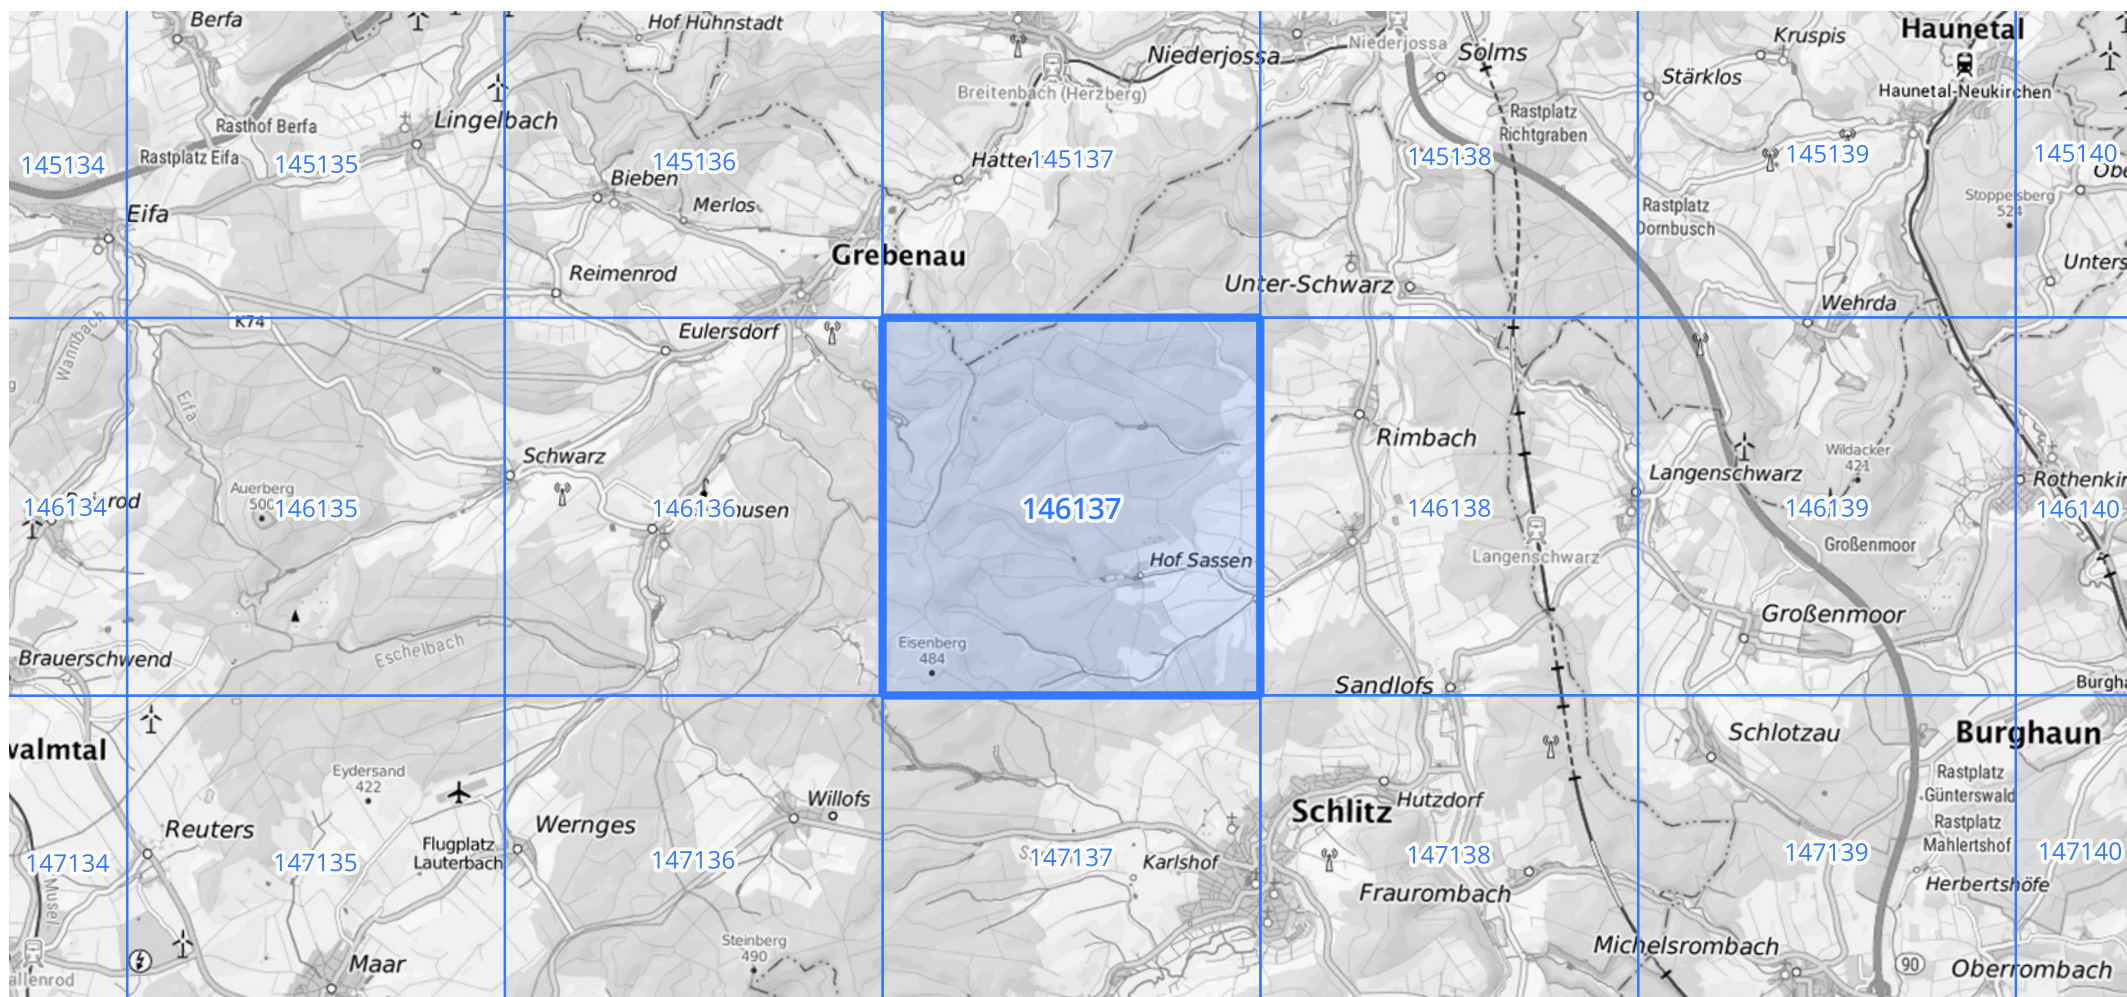 Berfa
Hof Huhnstadt
Niederjossa
Niederjossa
Solms
Kruspis
Haunetal
Stärklos
Haunetal-Neukirchen
Breitenbach (Herzberg)
Rasthof Berfa
Lingelbach
Rastplatz
Richtgraben
Rastplatz Eifa
145134
145135
145136
145137
145138
145139
145140
Bieben
Merlos
Stoppelsberg
524
Eifa
Rastplatz
Dornbusch
Grebenau
Reimenrod
Unter-Schwarz
Wehrda
K74
Eulersdorf
Wannbach
Eifa
Rimbach
Schwarz
Auerberg
500
Langenschwarz
Wildacker
421
146134
146135
146136
146137
146138
146139
146140
Hof Sassen
Langenschwarz
Großenmoor
Großenmoor
Brauerschwend
Eschelbach
Eisenberg
484
Sandlofs
Schlotzau
Burghaun
Eydersand
422
Rastplatz
Günterswald
Rastplatz
Mahlertshof
Willofs
Schlitz
Hutzdorf
Reuters
Wernges
Flugplatz
Lauterbach
147134
147135
147136
147137
147138
147139
147140
Karlshof
Fraurombach
Herbertshöfe
Steinberg
490
Michelsrombach
Maar
90
Oberrombach